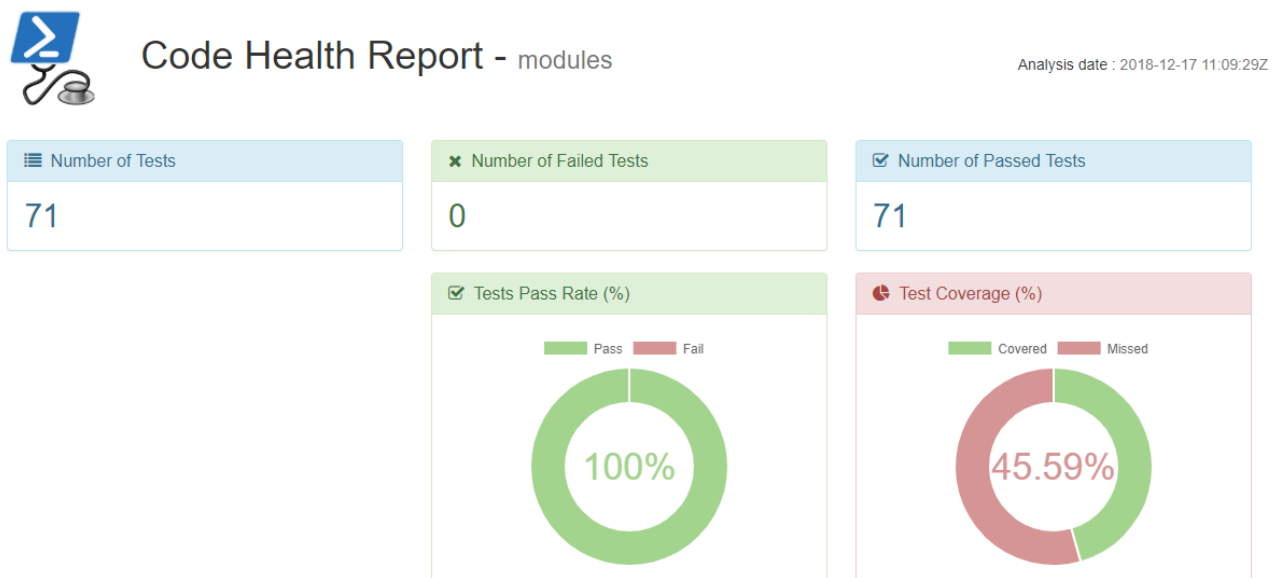 Code Health Report - modules
Analysis date : 2018-12-17 11:09:29Z
Number of Tests
71
Number of Failed Tests
0
Number of Passed Tests
71
Tests Pass Rate (%)
Pass Fail
100%
Test Coverage (%)
Covered Missed
45.59%